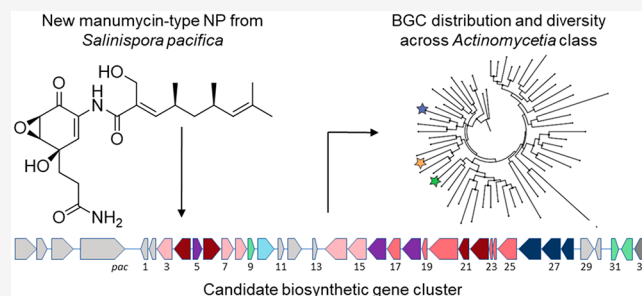 New manumycin-type NP from
Salinispora pacifica
BGC distribution and diversity
across Actinomycetia class
HO
O
H
N
O
O
HO
O
NH2
pac 1 3 5 7 9 11 13 15 17 19 21 23 25 27 29 31
Candidate biosynthetic gene cluster